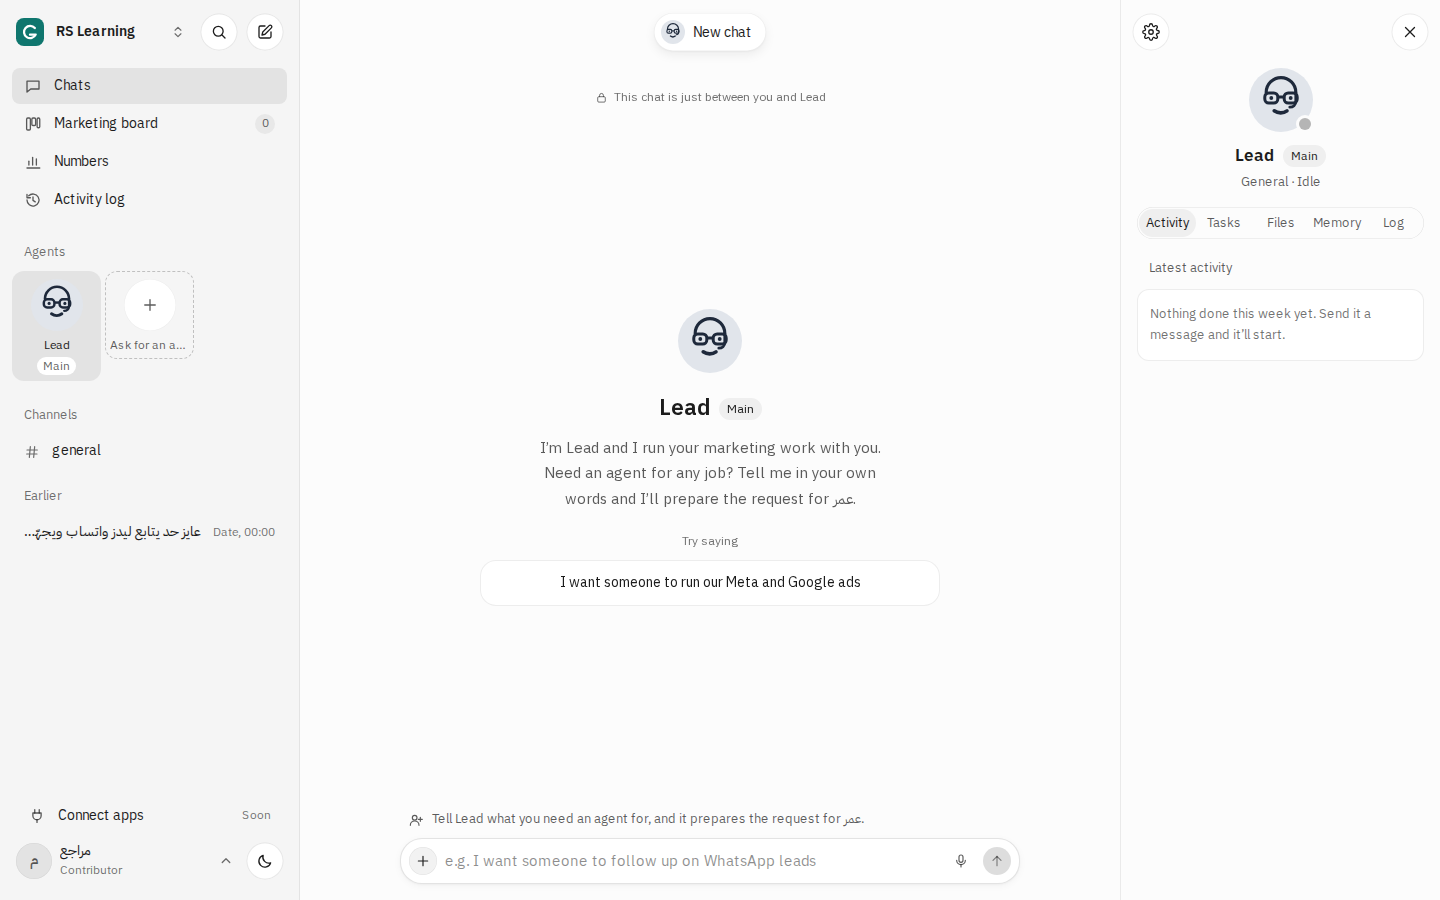 RS Learning
Chats
Marketing board 0
Numbers
Activity log
Agents
Lead
Main
Ask for an a...
Channels
general
Earlier
عايز حد يتابع ليدز واتساب ويجهّ...
Date, 00:00
Connect apps
Soon
م
مراجع
Contributor
New chat
This chat is just between you and Lead
Lead Main
I'm Lead and I run your marketing work with you.
Need an agent for any job? Tell me in your own
words and I'll prepare the request for عمر.
Try saying
I want someone to run our Meta and Google ads
Tell Lead what you need an agent for, and it prepares the request for عمر.
e.g. I want someone to follow up on WhatsApp leads
Lead Main
General · Idle
Activity Tasks Files Memory Log
Latest activity
Nothing done this week yet. Send it a
message and it'll start.